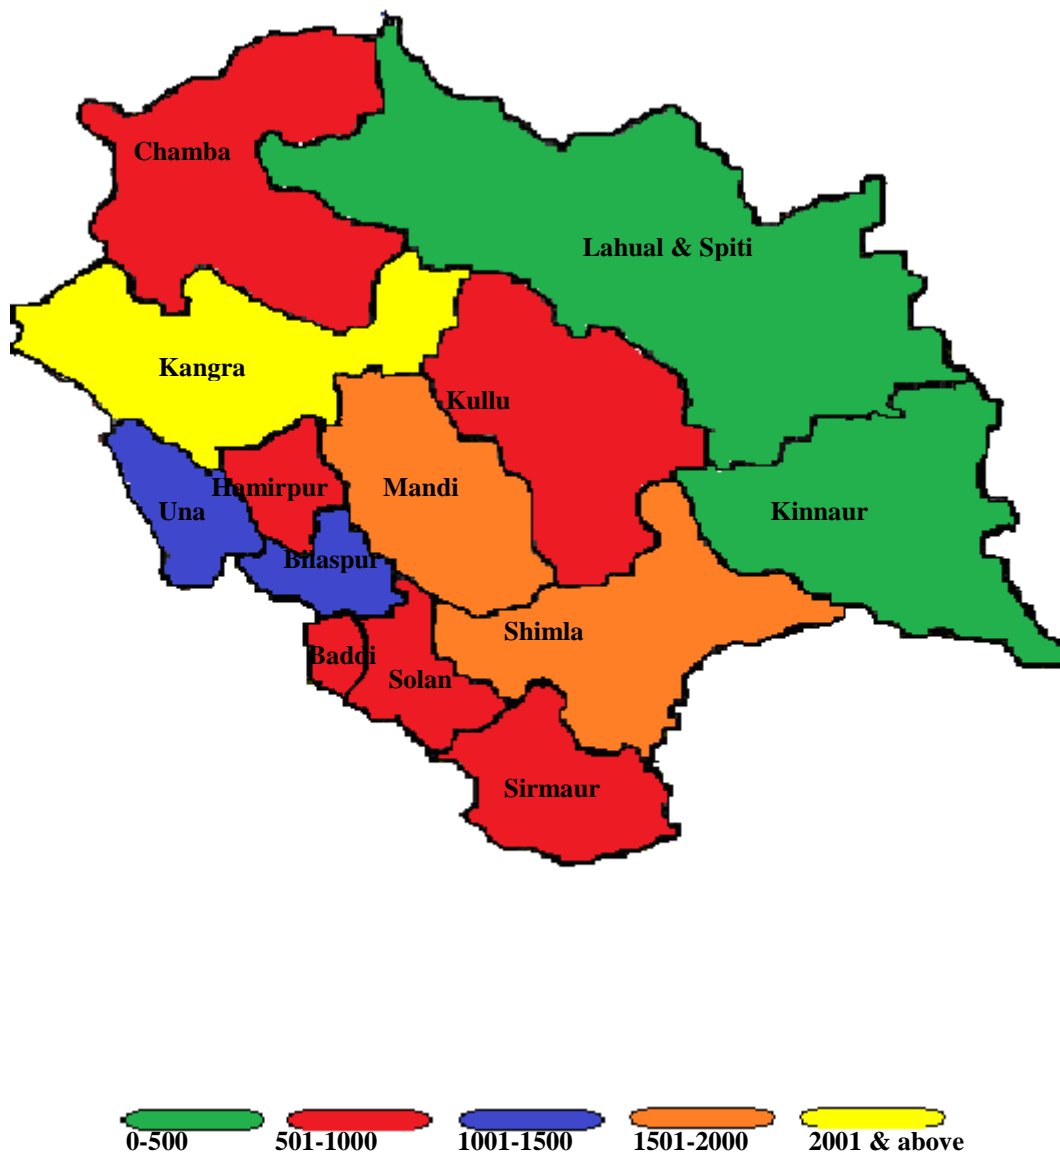 Chamba
Lahual & Spiti
Kangra
Kullu
Hamirpur
Mandi
Una
Kinnaur
Bilaspur
Shimla
Baddi
Solan
Sirmaur
0-500
501-1000
1001-1500
1501-2000
2001 & above